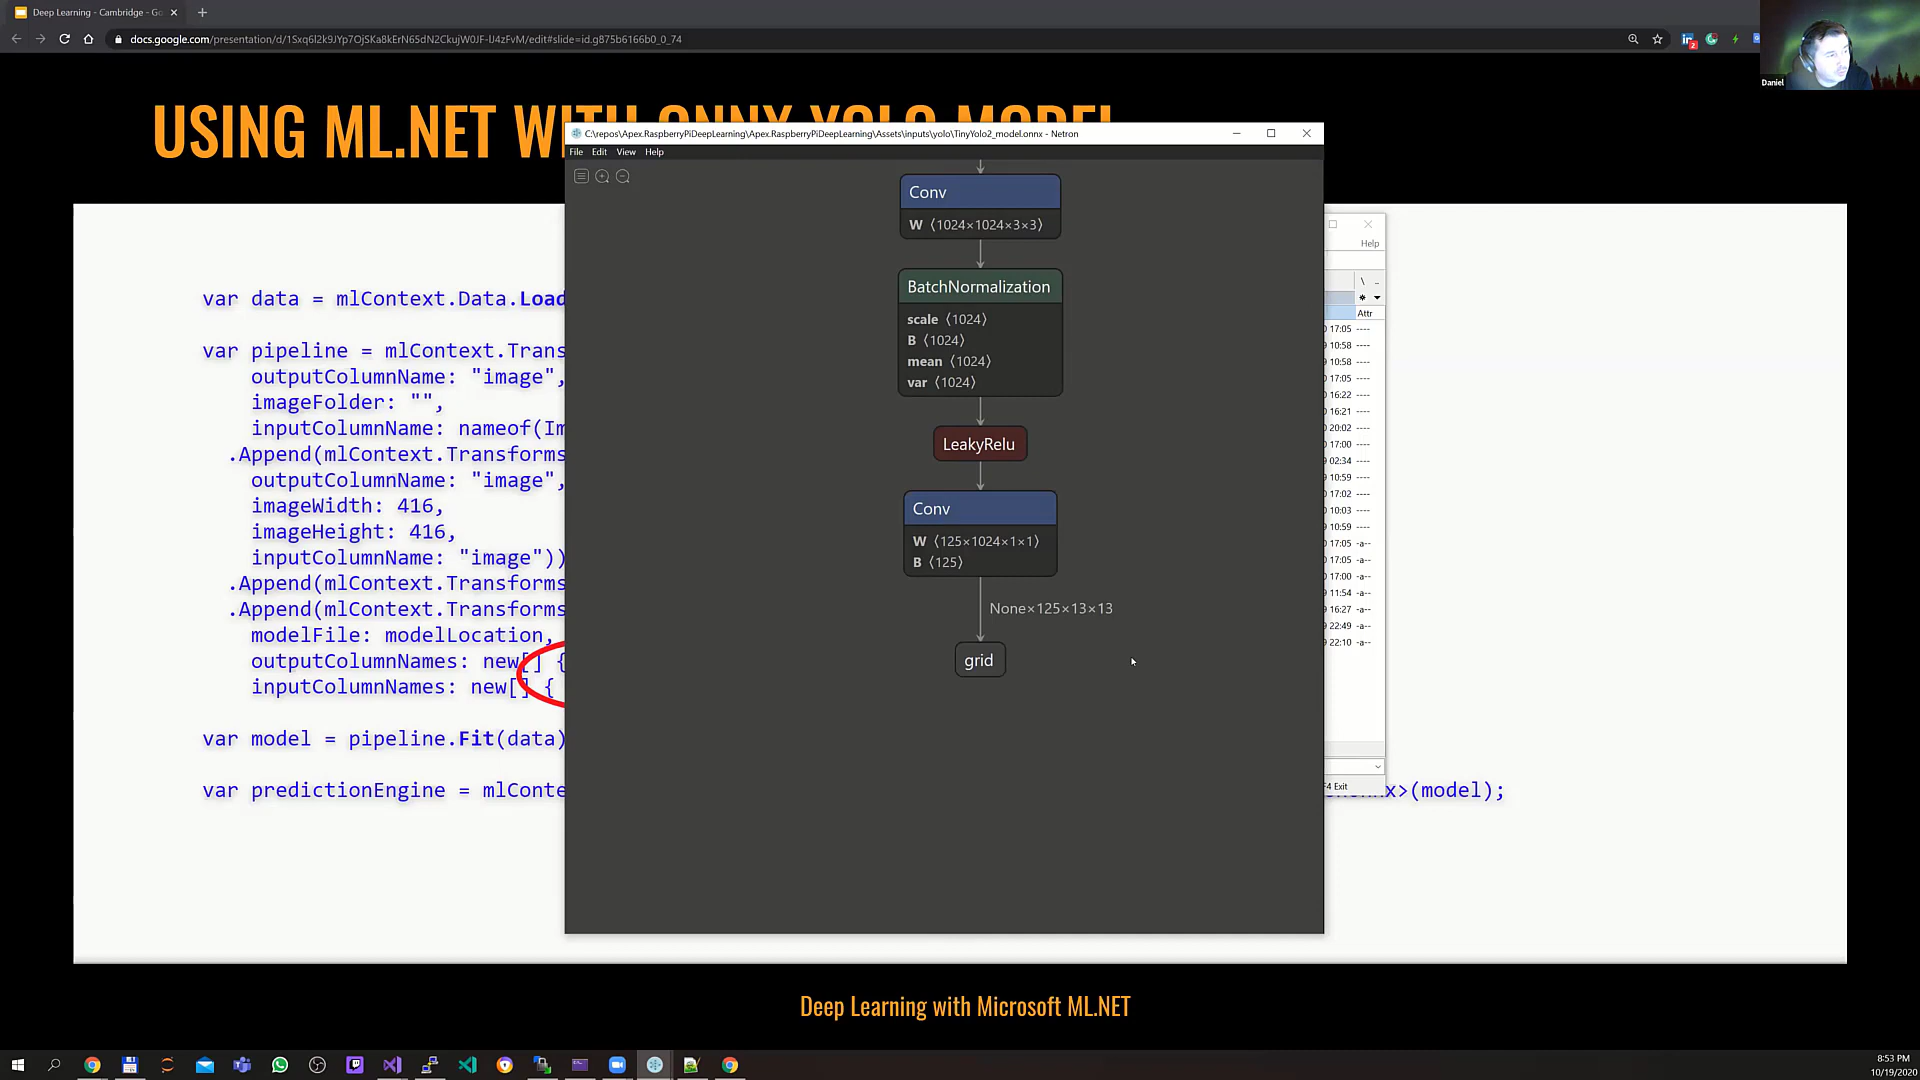 Deep Learning - Cambridge - Go
docs.google.com/presentation/d/1Sxq6l2k9JYp7OjSKa8kErN65dN2CkujW0JF-lJ4zFvM/edit#slide=id.g875b6166b0_0_74
2
Daniel
USING ML.NET WITH ONNX YOLO MODEL
C:\repos\Apex.RaspberryPiDeepLearning\Apex.RaspberryPiDeepLearning\Assets\inputs\yolo\TinyYolo2_model.onnx - Netron
File Edit View Help
Conv
W ⟨1024×1024×3×3⟩
BatchNormalization
scale ⟨1024⟩
B ⟨1024⟩
mean ⟨1024⟩
var ⟨1024⟩
LeakyRelu
Conv
W ⟨125×1024×1×1⟩
B ⟨125⟩
None×125×13×13
grid
var data = mlContext.Data.Load
var pipeline = mlContext.Trans
outputColumnName: "image",
imageFolder: "",
inputColumnName: nameof(Im
.Append(mlContext.Transforms
outputColumnName: "image",
imageWidth: 416,
imageHeight: 416,
inputColumnName: "image"))
.Append(mlContext.Transforms
.Append(mlContext.Transforms
modelFile: modelLocation,
outputColumnNames: new[] {
inputColumnNames: new[] {
var model = pipeline.Fit(data)
var predictionEngine = mlConte
x>(model);
Help
\ ..
Attr
17:05 ----
10:58 ----
10:58 ----
17:05 ----
16:22 ----
16:21 ----
20:02 ----
17:00 ----
02:34 ----
10:59 ----
17:02 ----
10:03 ----
10:59 ----
17:05 -a--
17:05 -a--
17:00 -a--
11:54 -a--
16:27 -a--
22:49 -a--
22:10 -a--
F4 Exit
Deep Learning with Microsoft ML.NET
8:53 PM
10/19/2020